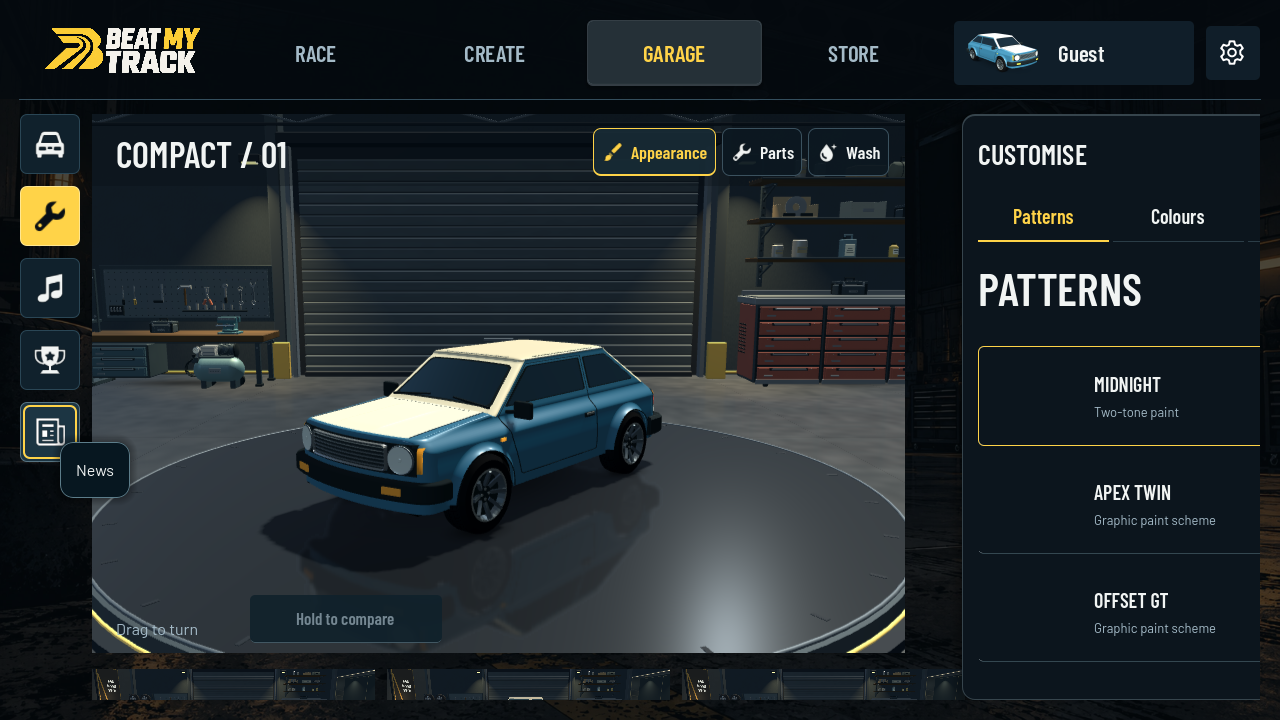 BEAT MY
TRACK
RACE
CREATE
GARAGE
STORE
Guest
COMPACT / 01
Appearance
Parts
Wash
CUSTOMISE
Patterns
Colours
PATTERNS
MIDNIGHT
Two-tone paint
APEX TWIN
Graphic paint scheme
OFFSET GT
Graphic paint scheme
News
Hold to compare
Drag to turn